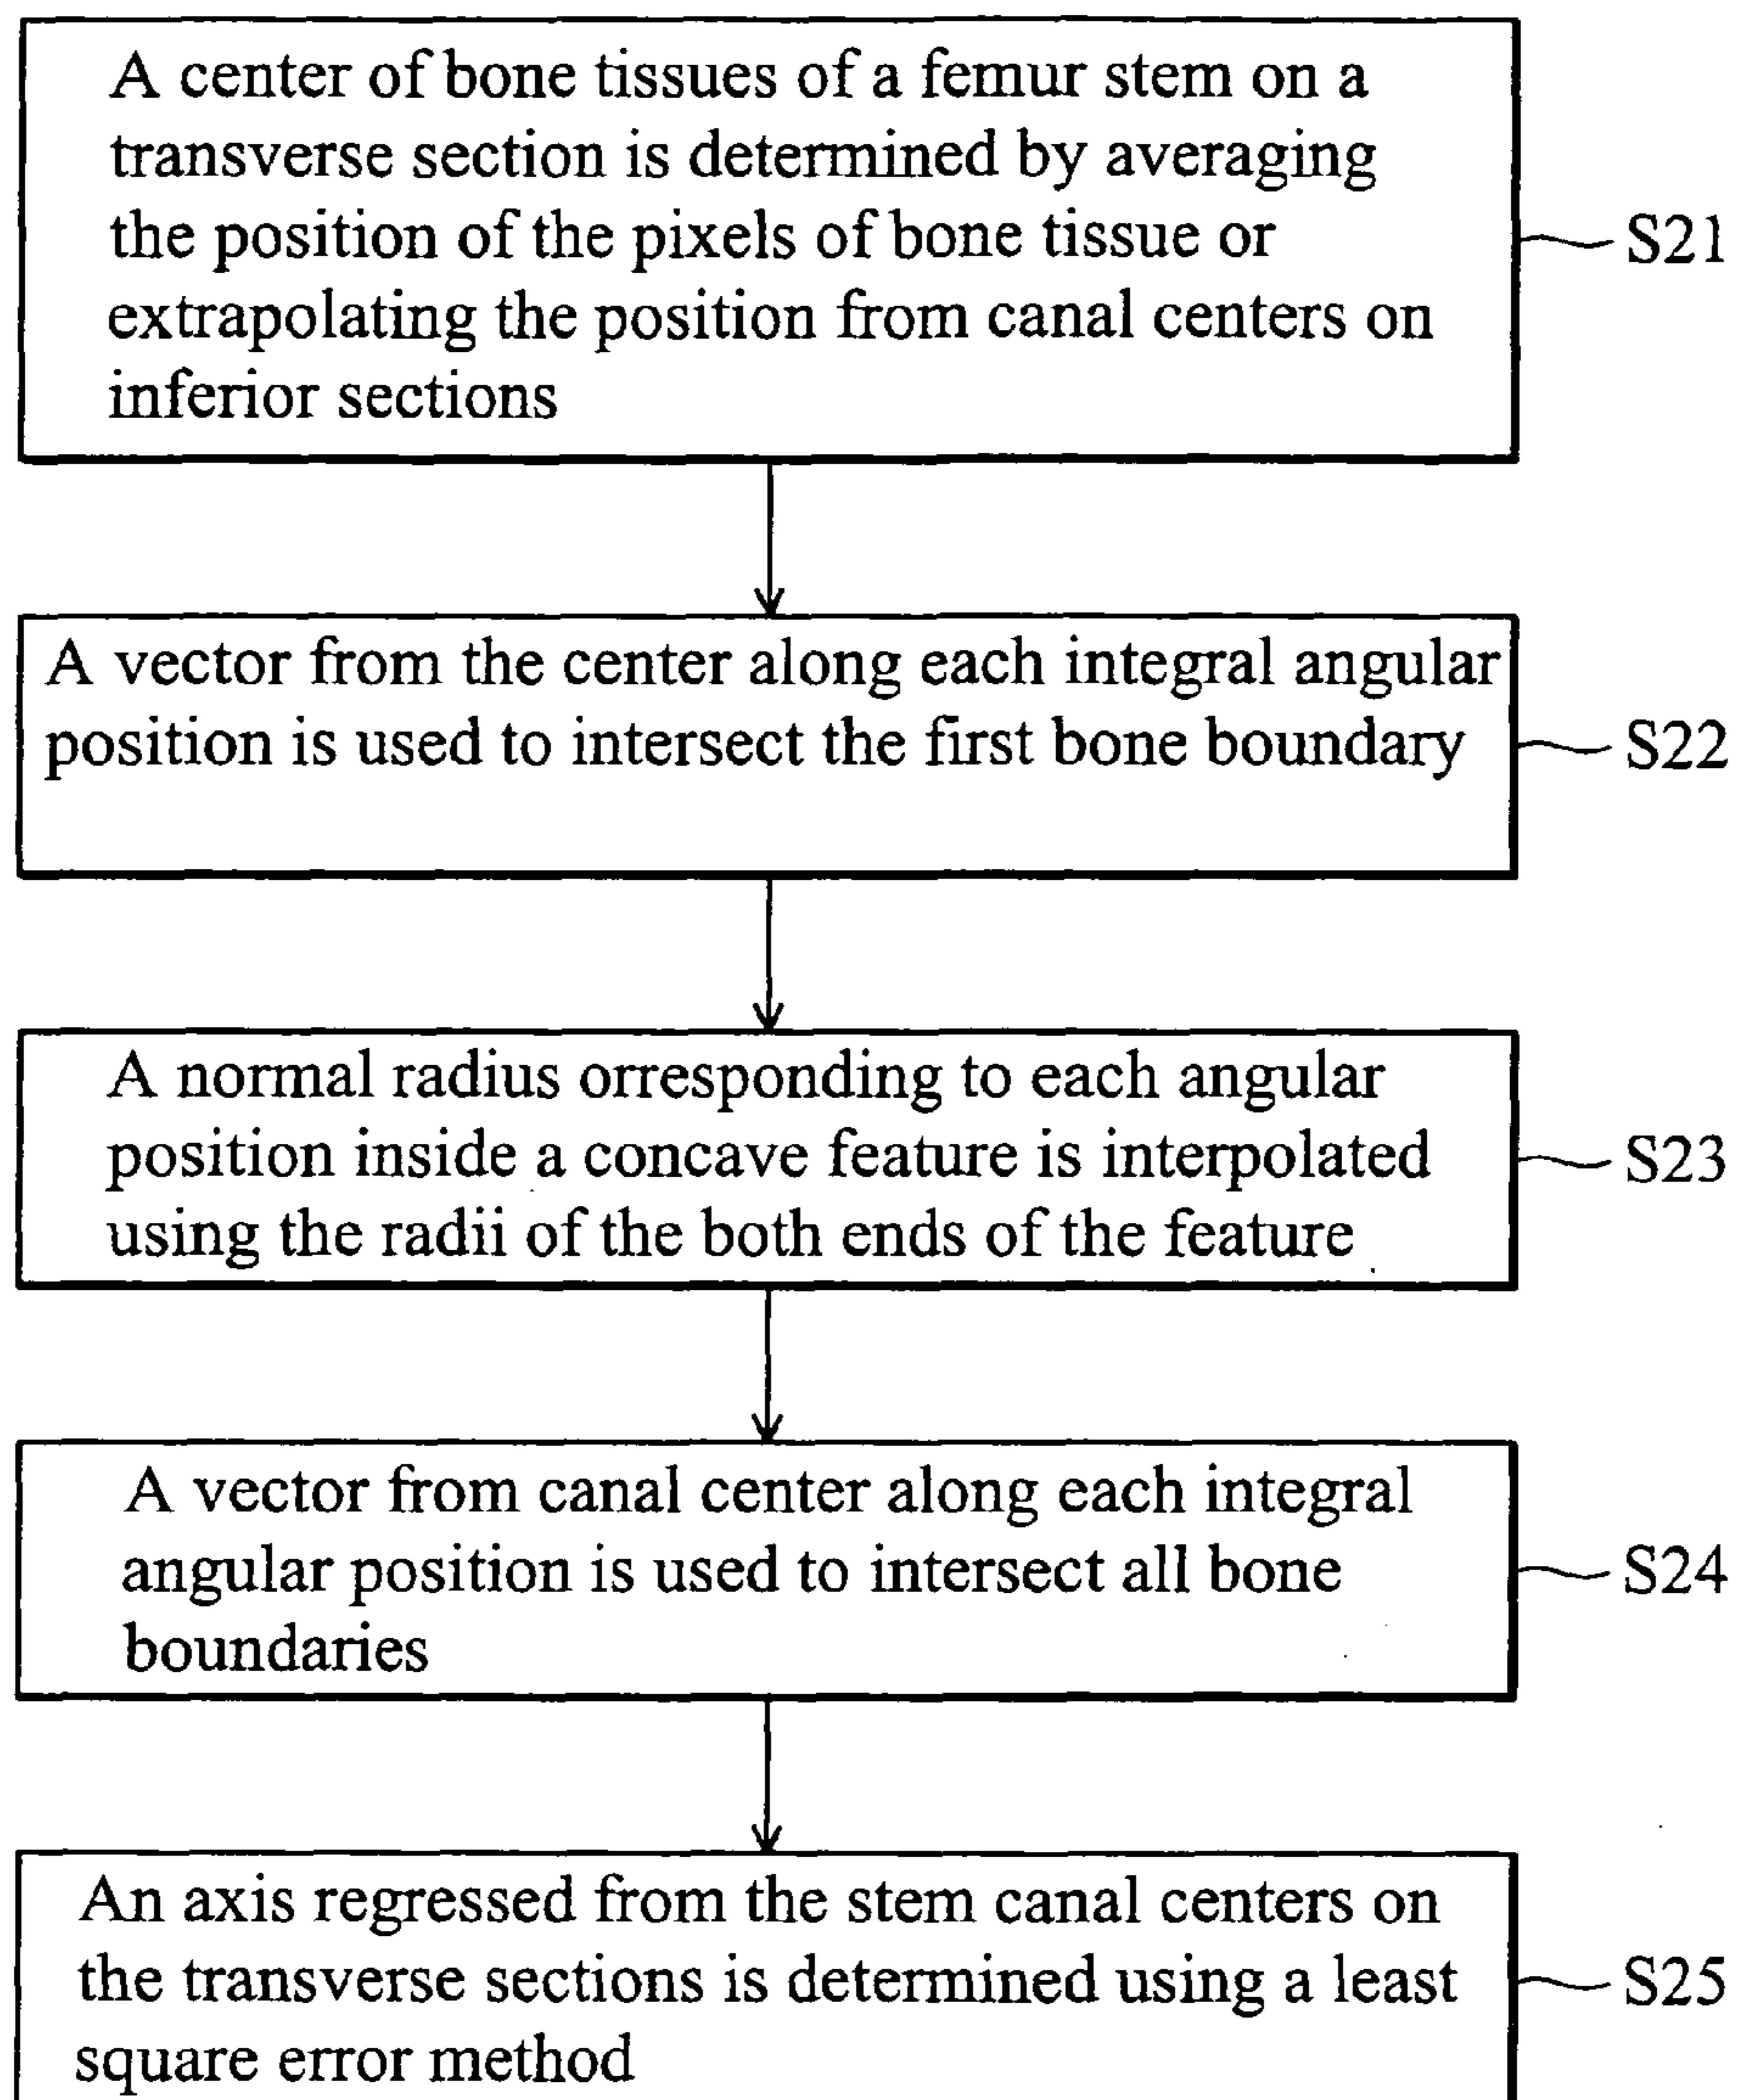 A center of bone tissues of a femur stem on a
transverse section is determined by averaging
the position of the pixels of bone tissue or
extrapolating the position from canal centers on
inferior sections
S21
A vector from the center along each integral angular
position is used to intersect the first bone boundary
S22
A normal radius orresponding to each angular
position inside a concave feature is interpolated
using the radii of the both ends of the feature
S23
A vector from canal center along each integral
angular position is used to intersect all bone
boundaries
S24
An axis regressed from the stem canal centers on
the transverse sections is determined using a least
square error method
S25